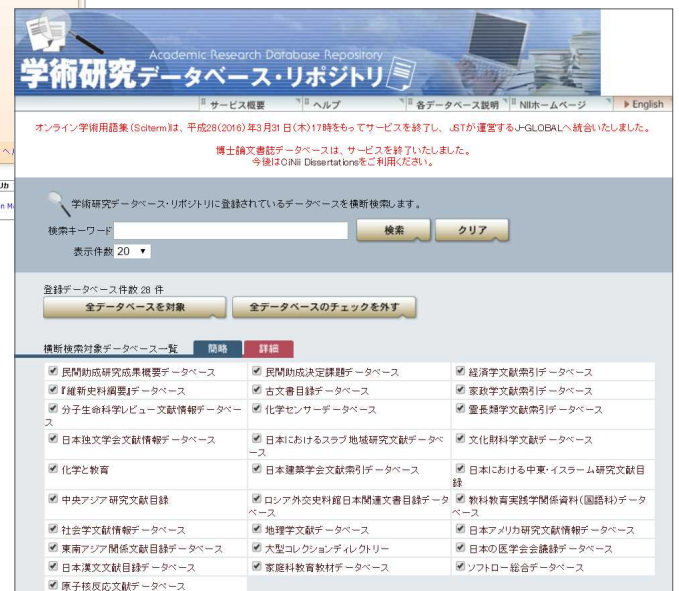 Academic Research Database Repository
学術研究データベース・リポジトリ
サービス概要 ヘルプ 各データベース説明 NIIホームページ English
オンライン学術用語集(Sciterm)は、平成28(2016)年3月31日(木)17時をもってサービスを終了し、JSTが運営するJ-GLOBALへ統合いたしました。
博士論文書誌データベースは、サービスを終了いたしました。
今後はCiNii Dissertationsをご利用ください。
学術研究データベース・リポジトリに登録されているデータベースを横断検索します。
検索キーワード 検索 クリア
表示件数 20
登録データベース件数 28 件
全データベースを対象 全データベースのチェックを外す
横断検索対象データベース一覧 簡略 詳細
民間助成研究成果概要データベース 民間助成決定課題データベース 経済学文献索引データベース
『維新史料綱要』データベース 古文書目録データベース 家政学文献索引データベース
分子生命科学レビュー文献情報データベー 化学センサーデータベース 霊長類学文献索引データベース
ス
日本独文学会文献情報データベース 日本におけるスラブ地域研究文献データベ 文化財科学文献データベース
ース
化学と教育 日本建築学会文献索引データベース 日本における中東・イスラーム研究文献目
録
中央アジア研究文献目録 ロシア外交史料館日本関連文書目録データ 教科教育実践学関係資料(国語科)データ
ベース ベース
社会学文献情報データベース 地理学文献データベース 日本アメリカ研究文献情報データベース
東南アジア関係文献目録データベース 大型コレクションディレクトリー 日本の医学会会議録データベース
日本漢文文献目録データベース 家庭科教育教材データベース ソフトロー総合データベース
原子核反応文献データベース